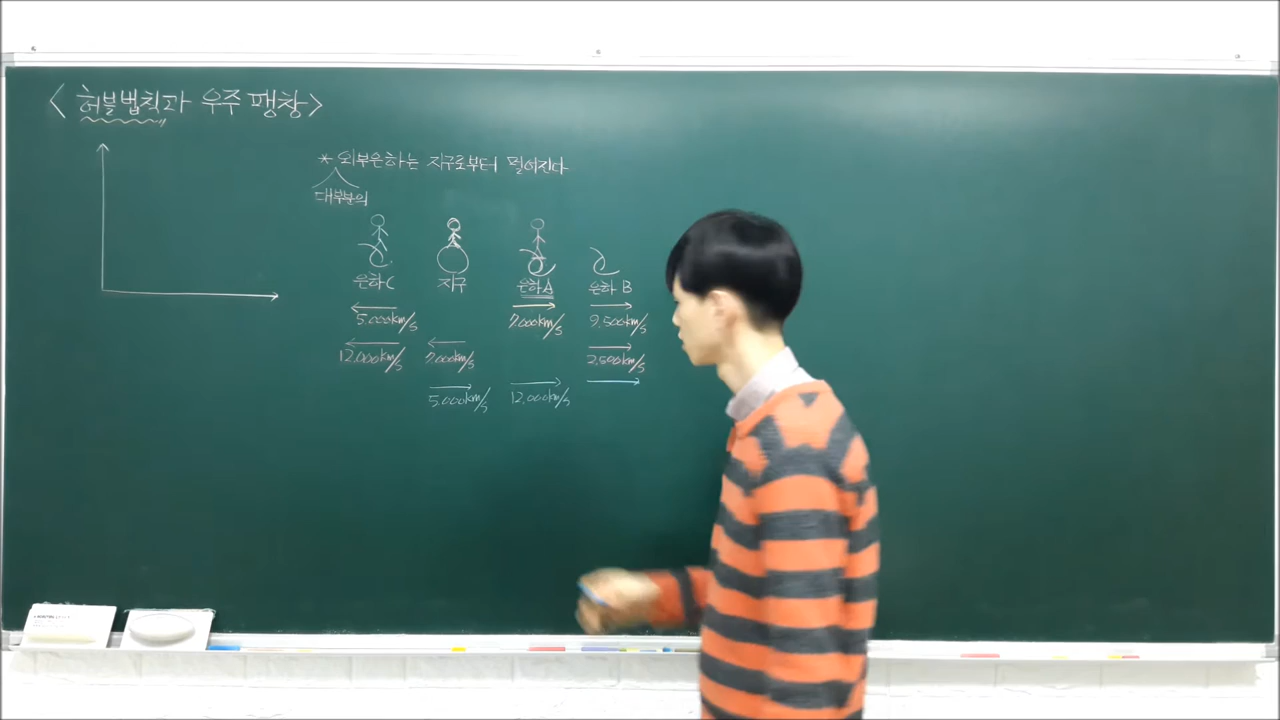 <허블법칙과 우주 팽창>
* 외부은하는 지구로부터 멀어진다
대부분의
은하C 지구 은하A 은하 B
5.000km/s 7.000km/s 9.500km/s
12.000km/s 7.000km/s 2.500km/s
5.000km/s 12.000km/s